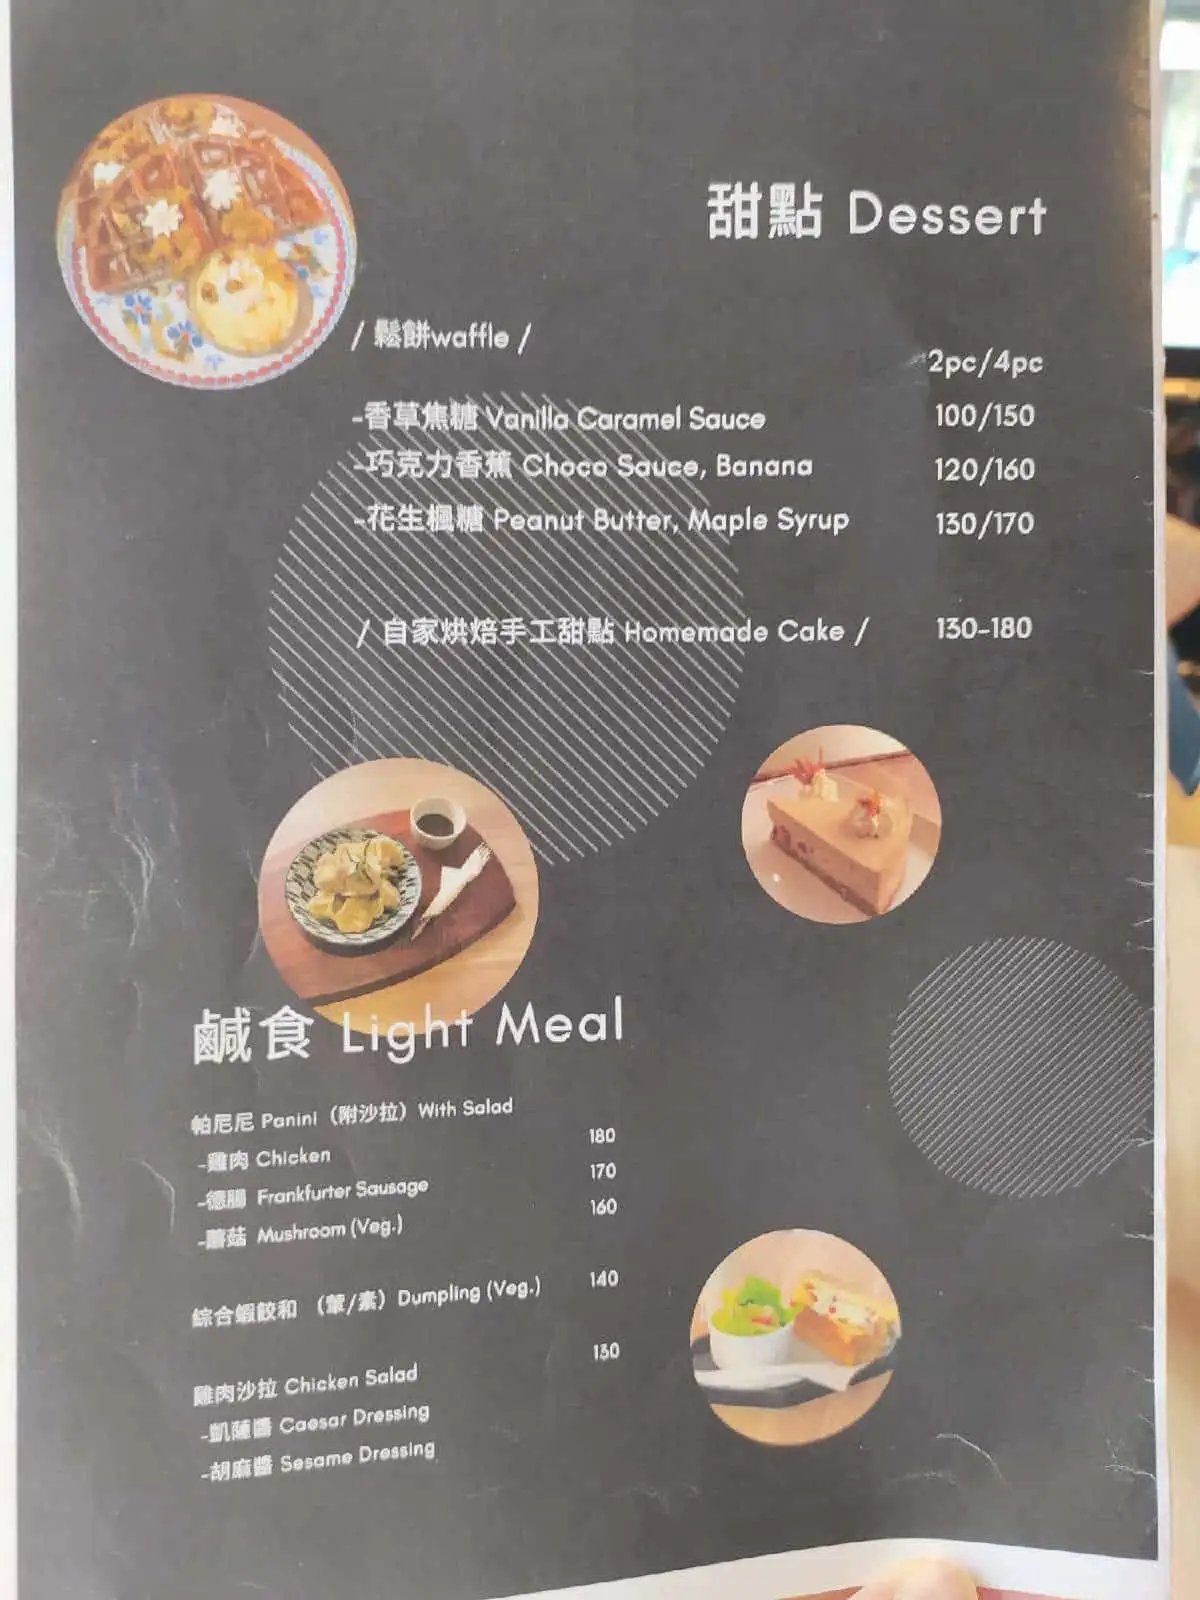 甜點 Dessert
/ 鬆餅waffle /
2pc/4pc
-香草焦糖 Vanilla Caramel Sauce 100/150
-巧克力香蕉 Choco Sauce, Banana 120/160
-花生楓糖 Peanut Butter, Maple Syrup 130/170
/ 自家烘焙手工甜點 Homemade Cake / 130-180
鹹食 Light Meal
帕尼尼 Panini（附沙拉）With Salad
-雞肉 Chicken 180
-德腸 Frankfurter Sausage 170
-蘑菇 Mushroom (Veg.) 160
綜合蝦餃和 （葷/素）Dumpling (Veg.) 140
雞肉沙拉 Chicken Salad 130
-凱薩醬 Caesar Dressing
-胡麻醬 Sesame Dressing